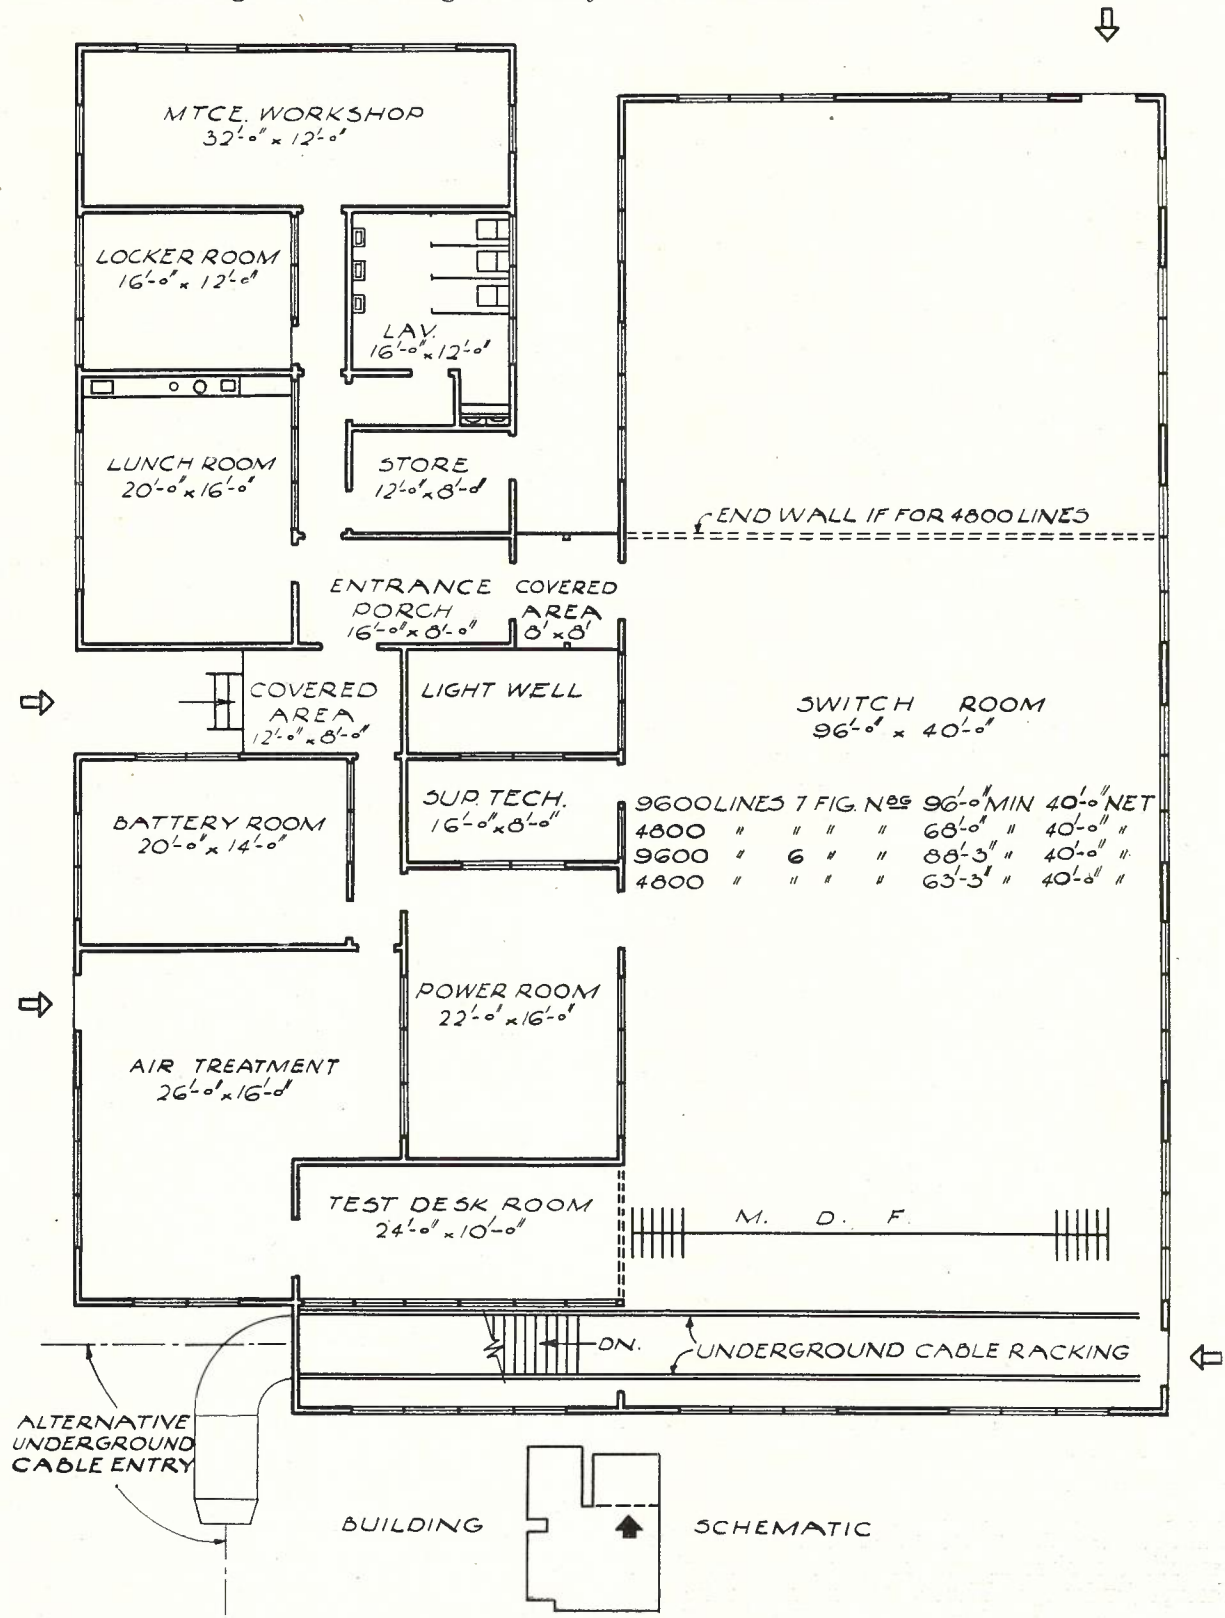 MTCE. WORKSHOP
32'-0" x 12'-0"
LOCKER ROOM
16'-0" x 12'-0"
LAV.
16'-0" x 12'-0"
LUNCH ROOM
20'-0" x 16'-0"
STORE
12'-0" x 8'-0"
END WALL IF FOR 4800 LINES
ENTRANCE
PORCH
16'-0" x 8'-0"
COVERED
AREA
8' x 8'
COVERED
AREA
12'-0" x 8'-0"
LIGHT WELL
SWITCH ROOM
96'-0" x 40'-0"
SUP. TECH.
16'-0" x 8'-0"
9600 LINES 7 FIG. NOS 96'-0" MIN 40'-0" NET
4800 " " " " 68'-0" " 40'-0" "
9600 " 6 " " 88'-3" " 40'-0" "
4800 " " " " 63'-3" " 40'-0" "
BATTERY ROOM
20'-0" x 14'-0"
POWER ROOM
22'-0" x 16'-0"
AIR TREATMENT
26'-0" x 16'-0"
TEST DESK ROOM
24'-0" x 10'-0"
M. D. F.
DN.
UNDERGROUND CABLE RACKING
ALTERNATIVE
UNDERGROUND
CABLE ENTRY
BUILDING SCHEMATIC